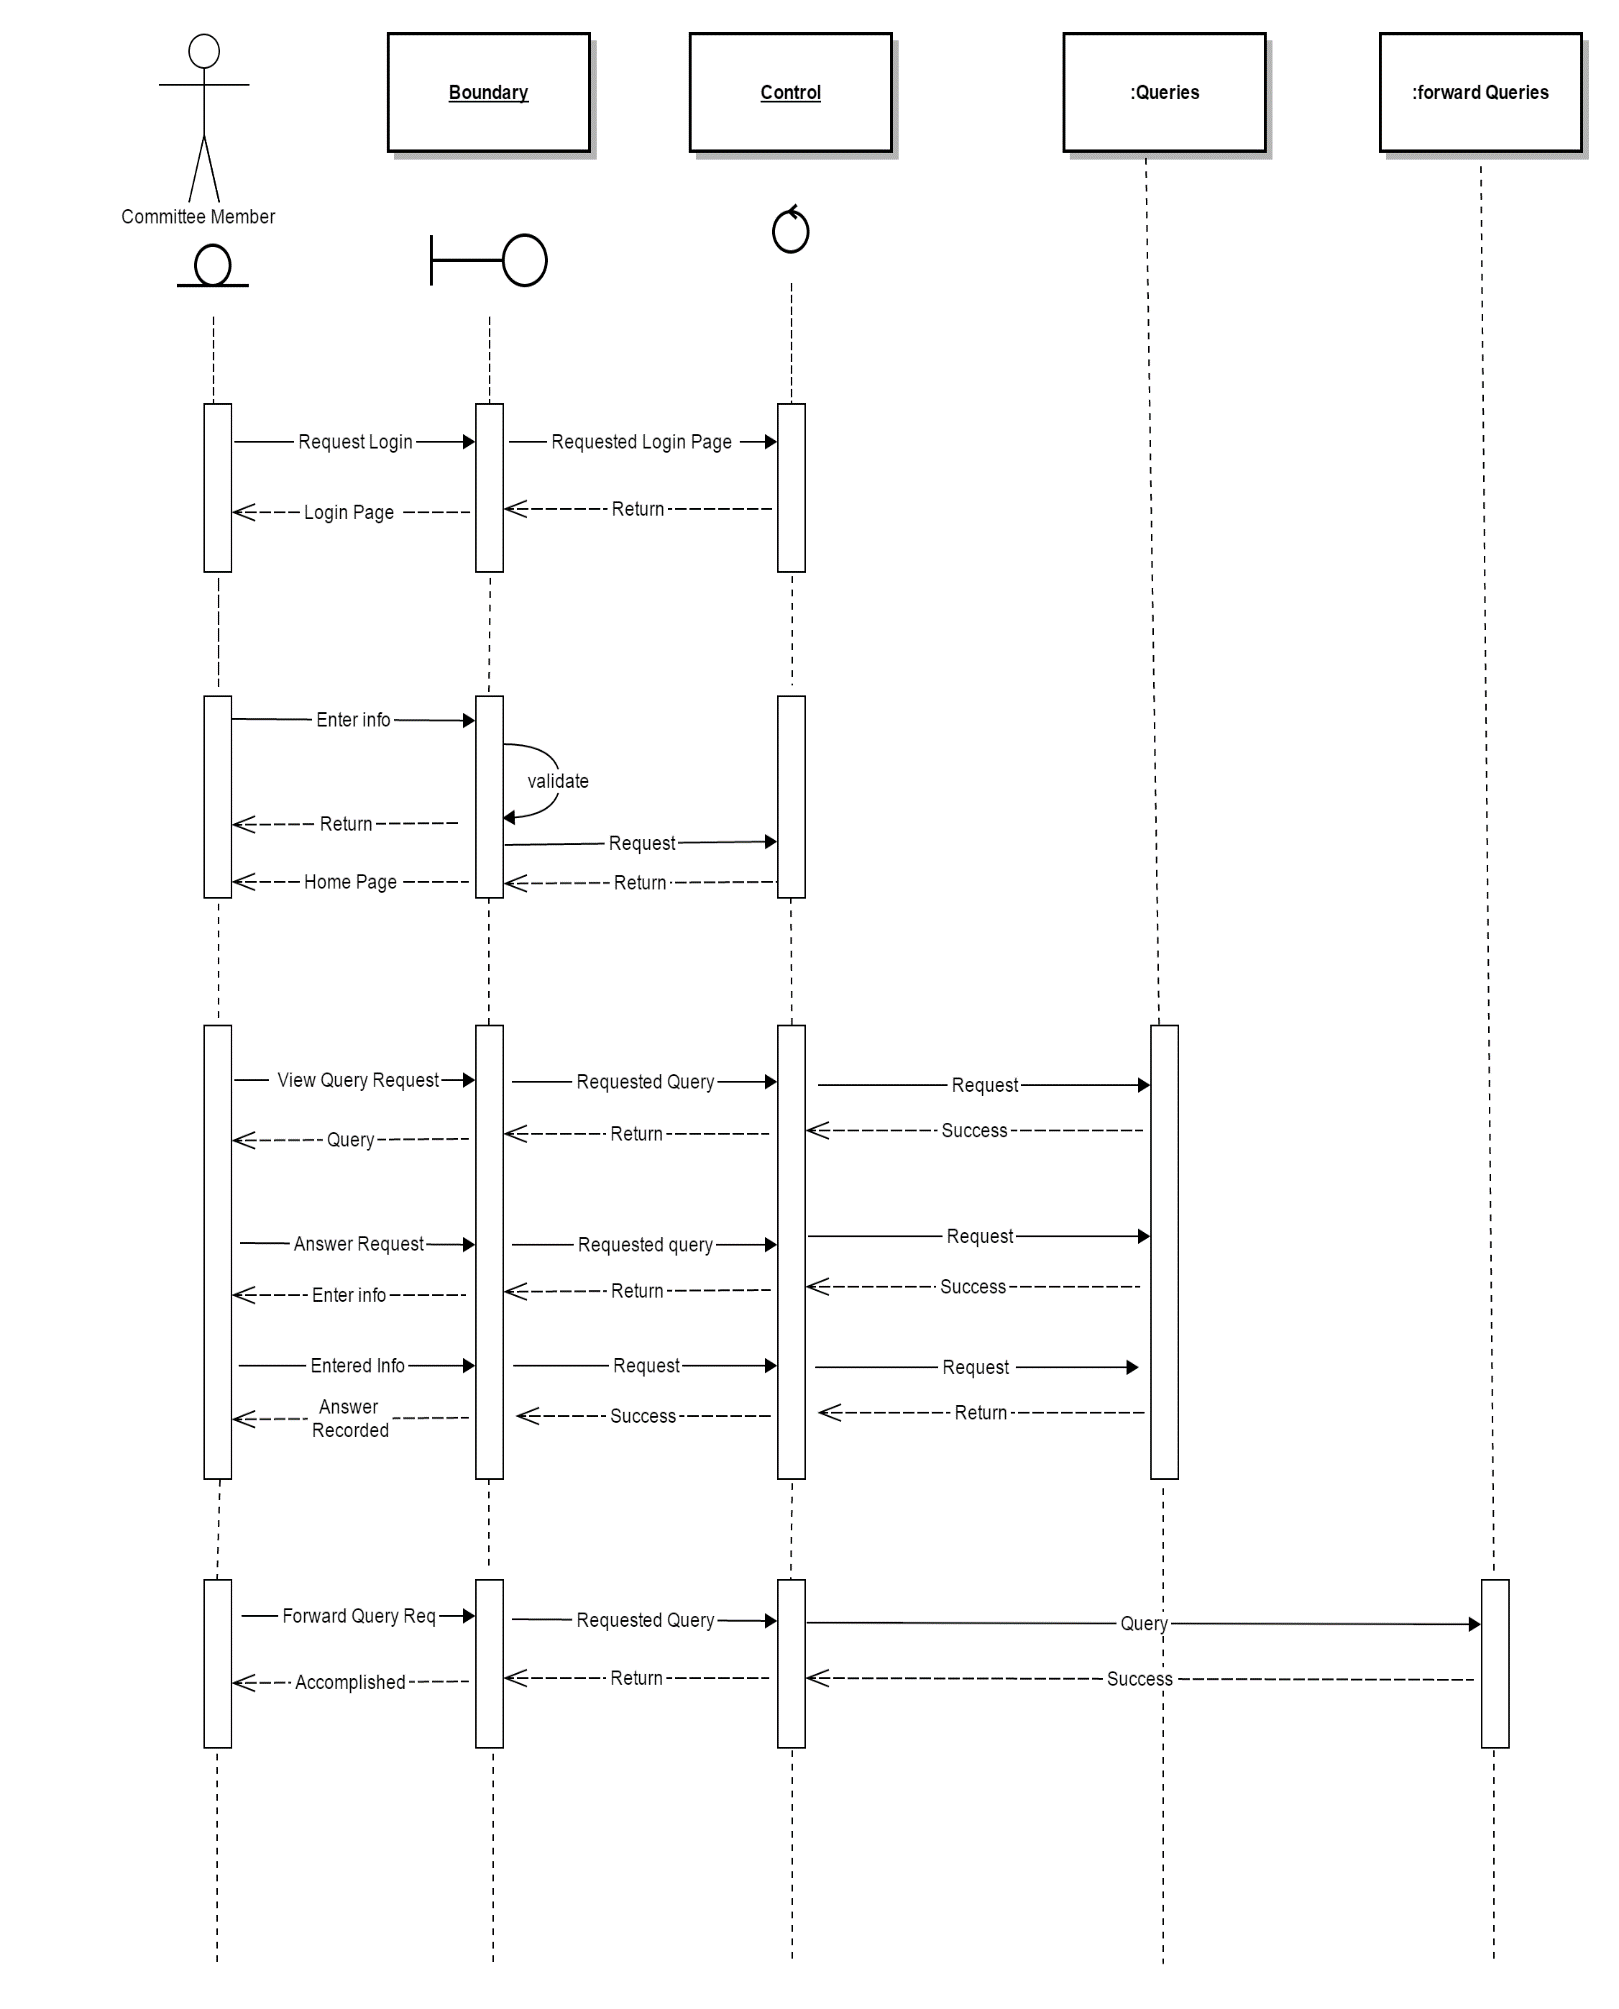 Boundary
Control
:Queries
:forward Queries
Committee Member
Request Login
Requested Login Page
Login Page
Return
Enter info
validate
Return
Request
Home Page
Return
View Query Request
Requested Query
Request
Query
Return
Success
Answer Request
Requested query
Request
Enter info
Return
Success
Entered Info
Request
Request
Answer
Recorded
Success
Return
Forward Query Req
Requested Query
Query
Accomplished
Return
Success